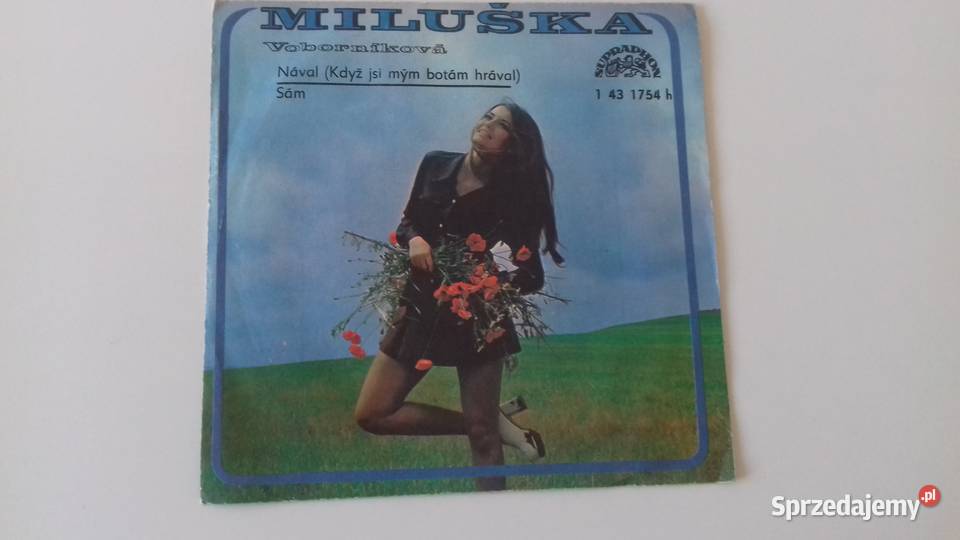 MILUŠKA
Voborníková
Nával (Když jsi mým botám hrával)
Sám
SUPRAPHON
1 43 1754 h
Sprzedajemy.pl